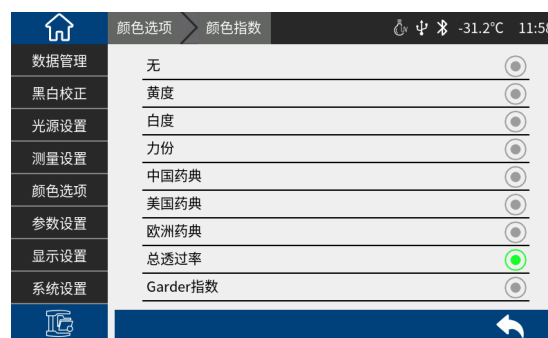 颜色选项 颜色指数 -31.2℃ 11:58
数据管理
黑白校正
光源设置
测量设置
颜色选项
参数设置
显示设置
系统设置
无
黄度
白度
力份
中国药典
美国药典
欧洲药典
总透过率
Garder指数